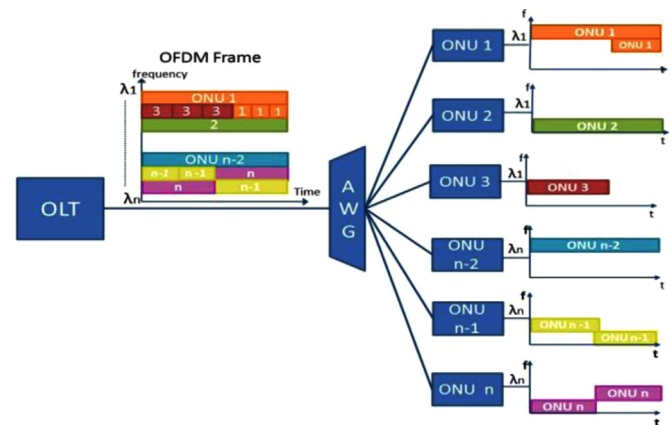 OFDM Frame
frequency
λ1
ONU 1
3 3 3 1 1 1
2
ONU n-2
n-1 n-1 n
n n-1
λn
Time
OLT
A
W
G
ONU 1
λ1
f
ONU 1
ONU 1
t
ONU 2
λ1
f
ONU 2
t
ONU 3
λ1
f
ONU 3
t
ONU
n-2
λn
f
ONU n-2
t
ONU
n-1
λn
f
ONU n-1
ONU n-1
t
ONU n
λn
f
ONU n
ONU n
t